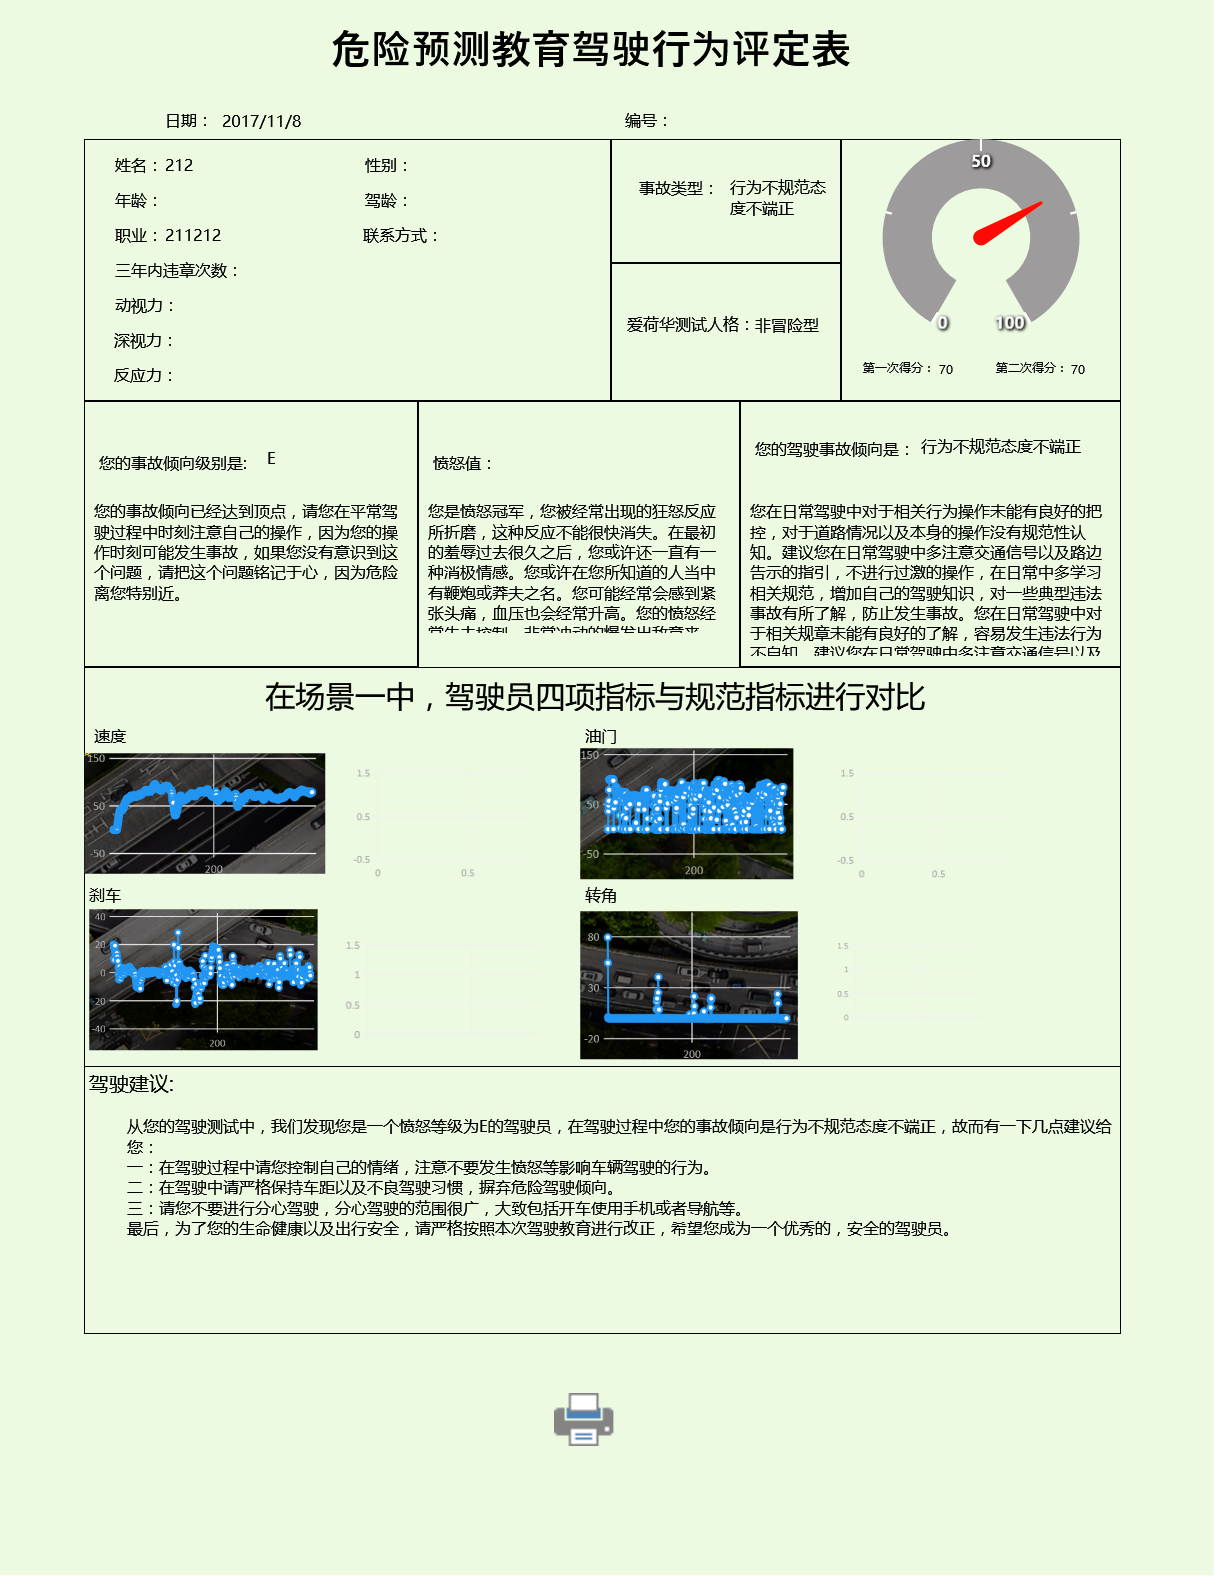 危险预测教育驾驶行为评定表
日期： 2017/11/8 编号：
姓名：212 性别：
年龄： 驾龄：
职业：211212 联系方式：
三年内违章次数：
动视力：
深视力：
反应力：
事故类型： 行为不规范态
度不端正
爱荷华测试人格：非冒险型
50
0 100
第一次得分： 70 第二次得分： 70
您的事故倾向级别是: E
您的事故倾向已经达到顶点，请您在平常驾
驶过程中时刻注意自己的操作，因为您的操
作时刻可能发生事故，如果您没有意识到这
个问题，请把这个问题铭记于心，因为危险
离您特别近。
愤怒值：
您是愤怒冠军，您被经常出现的狂怒反应
所折磨，这种反应不能很快消失。在最初
的羞辱过去很久之后，您或许还一直有一
种消极情感。您或许在您所知道的人当中
有鞭炮或莽夫之名。您可能经常会感到紧
张头痛，血压也会经常升高。您的愤怒经
常失去控制，非常冲动的爆发出敌意来
您的驾驶事故倾向是： 行为不规范态度不端正
您在日常驾驶中对于相关行为操作未能有良好的把
控，对于道路情况以及本身的操作没有规范性认
知。建议您在日常驾驶中多注意交通信号以及路边
告示的指引，不进行过激的操作，在日常中多学习
相关规范，增加自己的驾驶知识，对一些典型违法
事故有所了解，防止发生事故。您在日常驾驶中对
于相关规章未能有良好的了解，容易发生违法行为
不自知，建议您在日常驾驶中多注意交通信号以及
在场景一中，驾驶员四项指标与规范指标进行对比
速度
150
50
-50
200
1.5
0.5
-0.5
0 0.5
油门
150
50
-50
200
1.5
0.5
-0.5
0 0.5
刹车
40
20
0
-20
-40
200
1.5
1
0.5
0
转角
80
30
-20
200
1.5
1
0.5
0
驾驶建议:
从您的驾驶测试中，我们发现您是一个愤怒等级为E的驾驶员，在驾驶过程中您的事故倾向是行为不规范态度不端正，故而有一下几点建议给
您：
一：在驾驶过程中请您控制自己的情绪，注意不要发生愤怒等影响车辆驾驶的行为。
二：在驾驶中请严格保持车距以及不良驾驶习惯，摒弃危险驾驶倾向。
三：请您不要进行分心驾驶，分心驾驶的范围很广，大致包括开车使用手机或者导航等。
最后，为了您的生命健康以及出行安全，请严格按照本次驾驶教育进行改正，希望您成为一个优秀的，安全的驾驶员。